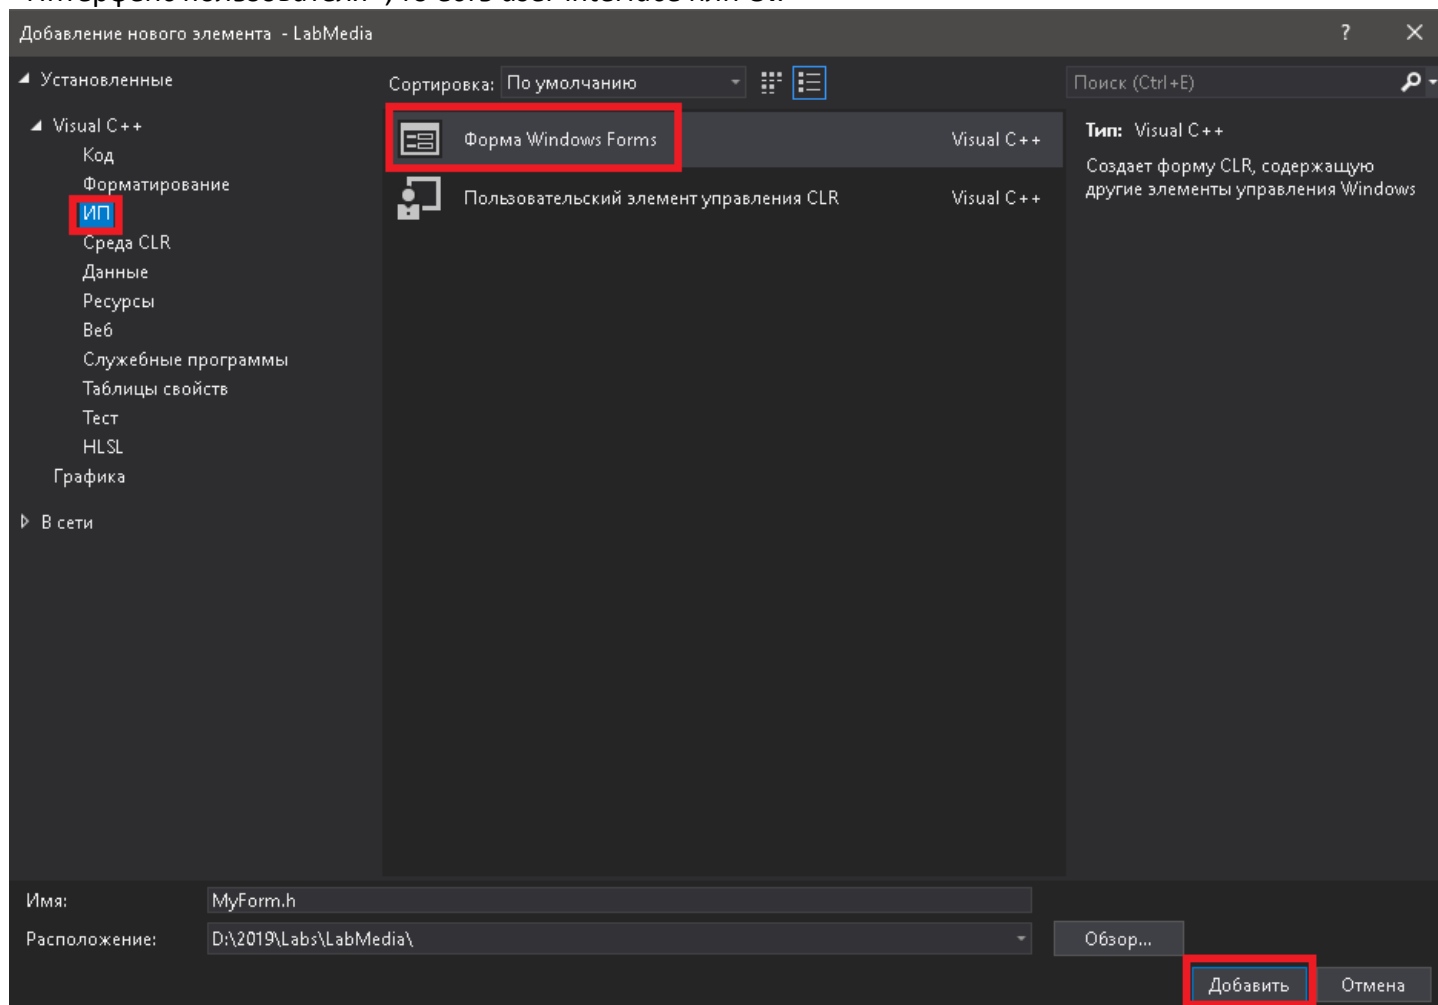 Добавление нового элемента - LabMedia
?
Установленные
Сортировка: По умолчанию
Поиск (Ctrl+E)
Visual C++
Код
Форматирование
ИП
Среда CLR
Данные
Ресурсы
Веб
Служебные программы
Таблицы свойств
Тест
HLSL
Графика
В сети
Форма Windows Forms Visual C++
Пользовательский элемент управления CLR Visual C++
Тип: Visual C++
Создает форму CLR, содержащую
другие элементы управления Windows
Имя: MyForm.h
Расположение: D:\2019\Labs\LabMedia\
Обзор...
Добавить Отмена